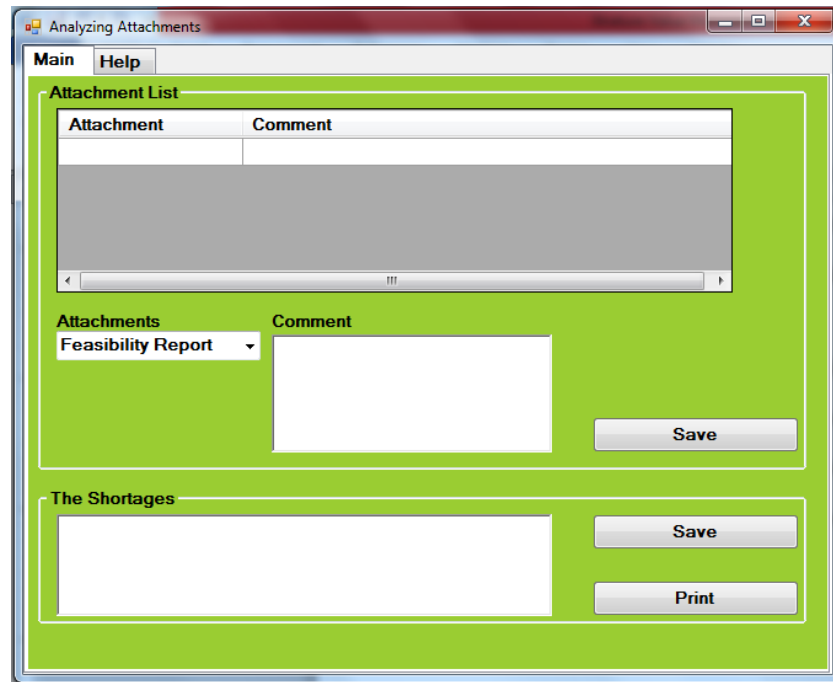 Analyzing Attachments
Main Help
Attachment List
Attachment Comment
Attachments Comment
Feasibility Report
Save
The Shortages
Save
Print